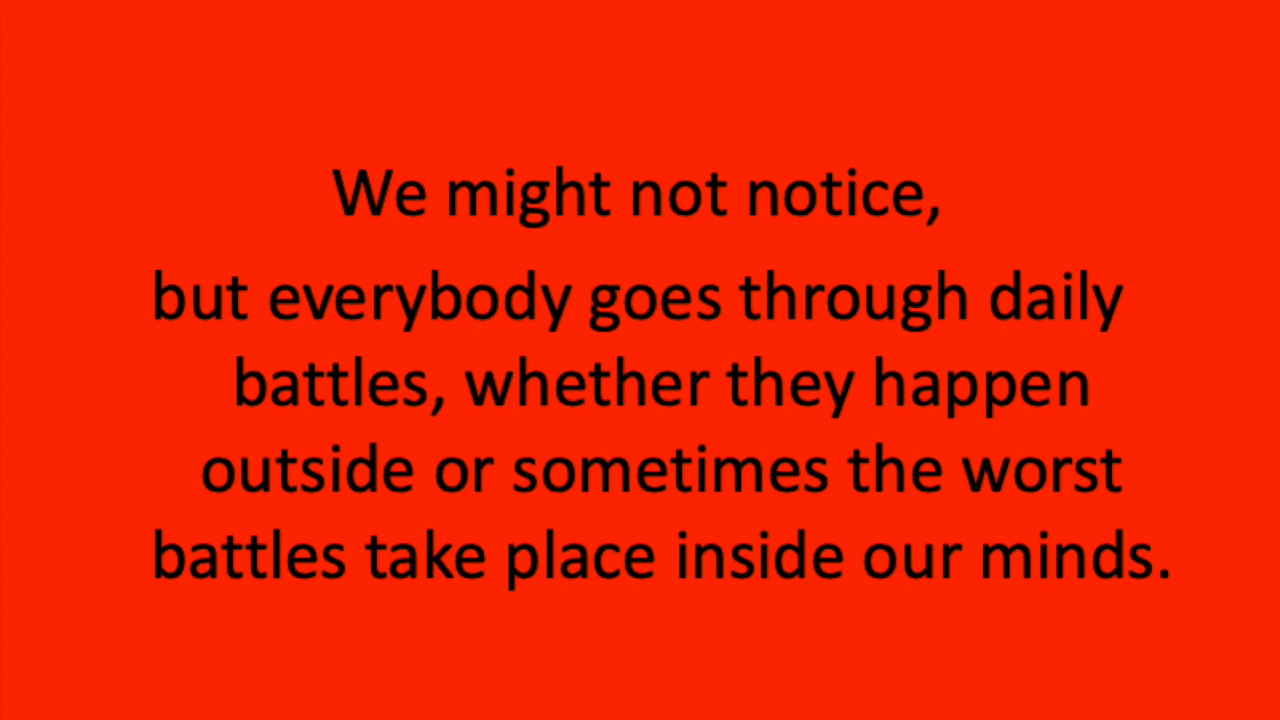 We might not notice,
but everybody goes through daily
battles, whether they happen
outside or sometimes the worst
battles take place inside our minds.